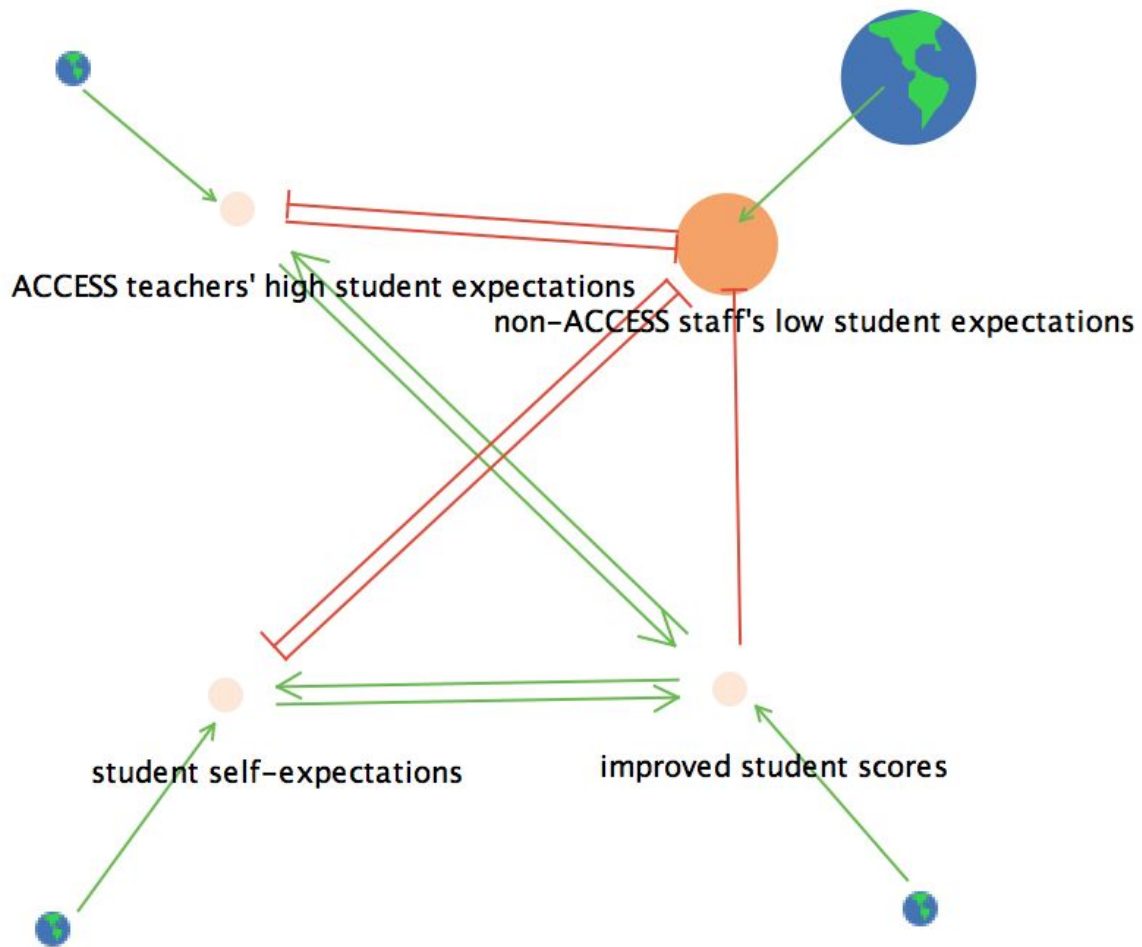 ACCESS teachers' high student expectations
non-ACCESS staff's low student expectations
student self-expectations
improved student scores